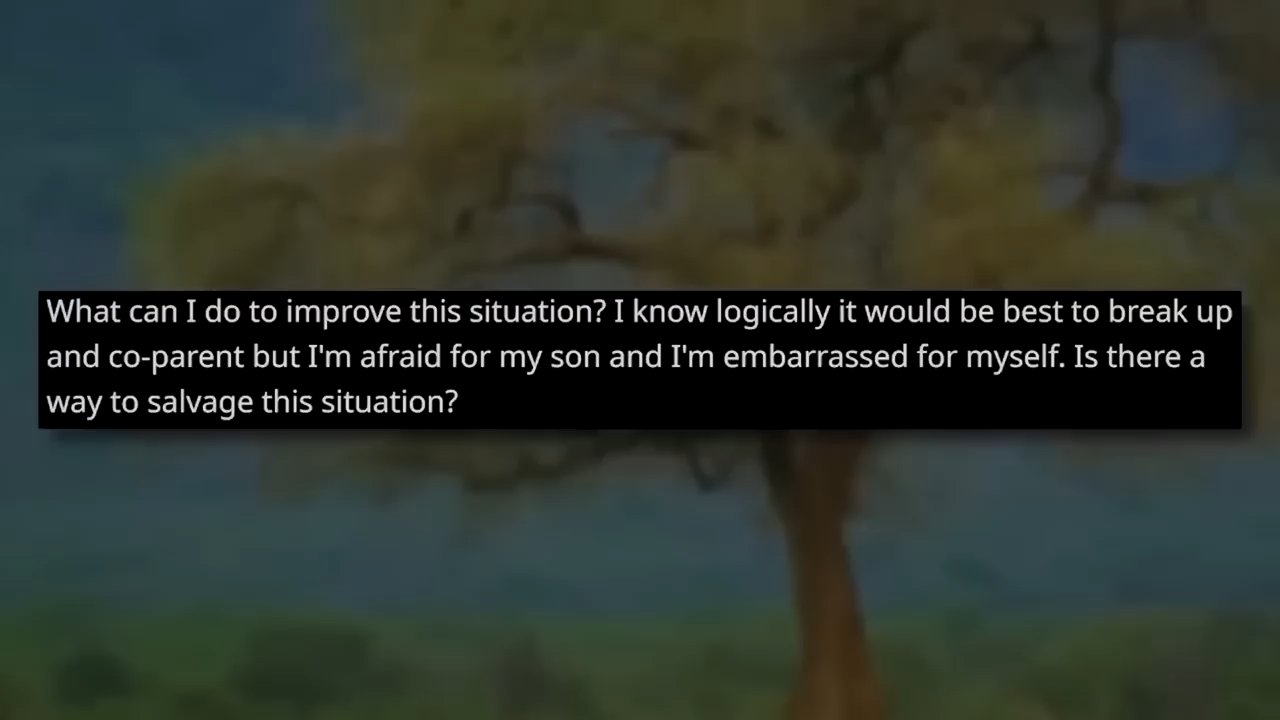 What can I do to improve this situation? I know logically it would be best to break up
and co-parent but I'm afraid for my son and I'm embarrassed for myself. Is there a
way to salvage this situation?